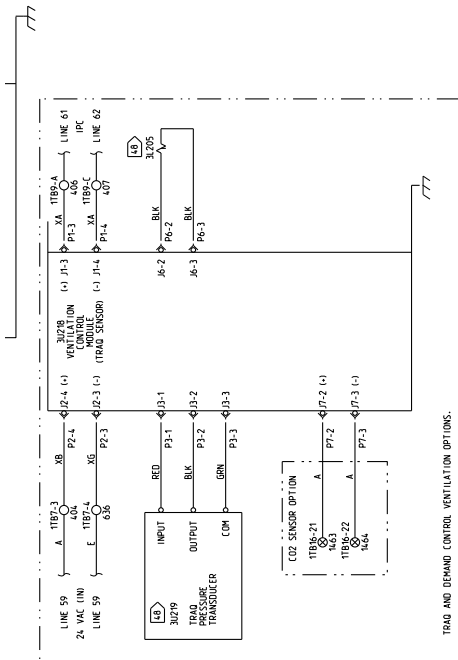 LINE 61
IPC
LINE 62
1TB9-A
406
1TB9-C
407
XA
XA
P1-3
P1-4
(+) J1-3
(-) J1-4
48
3L205
BLK
BLK
P6-2
P6-3
J6-2
J6-3
3U218
VENTILATION
CONTROL
MODULE
(TRAQ SENSOR)
J2-4 (+)
J2-3 (-)
P2-4
P2-3
XB
XG
1TB7-3
404
1TB7-4
636
A
E
LINE 59
24 VAC (IN)
LINE 59
J3-1
J3-2
J3-3
P3-1
P3-2
P3-3
RED
BLK
GRN
INPUT
OUTPUT
COM
48
3U219
TRAQ
PRESSURE
TRANSDUCER
J7-2 (+)
J7-3 (-)
P7-2
P7-3
A
A
CO2 SENSOR OPTION
1TB16-21
1463
1TB16-22
1464
TRAQ AND DEMAND CONTROL VENTILATION OPTIONS.